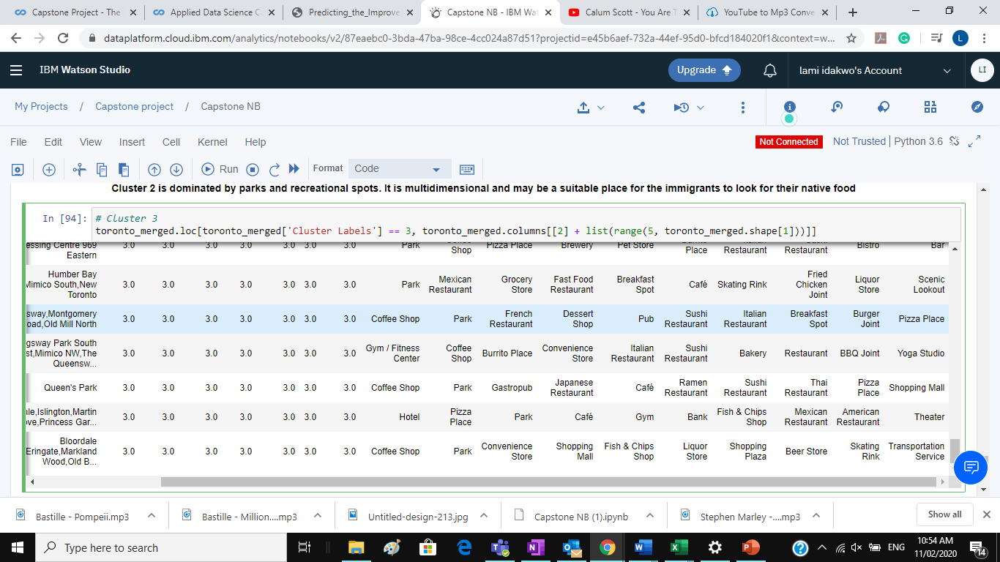 Capstone Project - The
Applied Data Science C
Predicting_the_Improve
Capstone NB - IBM Wat
Calum Scott - You Are T
YouTube to Mp3 Conve
dataplatform.cloud.ibm.com/analytics/notebooks/v2/87eaebc0-3bda-47ba-98ce-4cc024a87d51?projectid=e45b6aef-732a-44ef-95d0-bfcd184020f1&context=w...
L
IBM Watson Studio
Upgrade
lami idakwo's Account
LI
My Projects / Capstone project / Capstone NB
File Edit View Insert Cell Kernel Help
Not Connected
Not Trusted | Python 3.6
Run
Format
Code
Cluster 2 is dominated by parks and recreational spots. It is multidimensional and may be a suitable place for the immigrants to look for their native food
In [94]: # Cluster 3
toronto_merged.loc[toronto_merged['Cluster Labels'] == 3, toronto_merged.columns[[2] + list(range(5, toronto_merged.shape[1]))]]
essing Centre 969 Eastern 3.0 3.0 3.0 3.0 3.0 3.0 Park Coffee Shop Pizza Place Brewery Pet Store Burrito Place Italian Restaurant Restaurant Bistro Bar
Humber Bay Mimico South,New Toronto 3.0 3.0 3.0 3.0 3.0 3.0 Park Mexican Restaurant Grocery Store Fast Food Restaurant Breakfast Spot Café Skating Rink Fried Chicken Joint Liquor Store Scenic Lookout
sway,Montgomery oad,Old Mill North 3.0 3.0 3.0 3.0 3.0 3.0 Coffee Shop Park French Restaurant Dessert Shop Pub Sushi Restaurant Italian Restaurant Breakfast Spot Burger Joint Pizza Place
gsway Park South st,Mimico NW,The Queensw... 3.0 3.0 3.0 3.0 3.0 3.0 Gym / Fitness Center Coffee Shop Burrito Place Convenience Store Italian Restaurant Sushi Restaurant Bakery Restaurant BBQ Joint Yoga Studio
Queen's Park 3.0 3.0 3.0 3.0 3.0 3.0 Coffee Shop Park Gastropub Japanese Restaurant Café Ramen Restaurant Sushi Restaurant Thai Restaurant Pizza Place Shopping Mall
ale,Islington,Martin ove,Princess Gar... 3.0 3.0 3.0 3.0 3.0 3.0 Hotel Pizza Place Park Café Gym Bank Fish & Chips Shop Mexican Restaurant American Restaurant Theater
Bloordale Eringate,Markland Wood,Old B... 3.0 3.0 3.0 3.0 3.0 3.0 Coffee Shop Park Convenience Store Shopping Mall Fish & Chips Shop Liquor Store Shopping Plaza Beer Store Skating Rink Transportation Service
Bastille - Pompeii.mp3
Bastille - Million....mp3
Untitled-design-213.jpg
Capstone NB (1).ipynb
Stephen Marley -....mp3
Show all
Type here to search
ENG
10:54 AM
11/02/2020
14